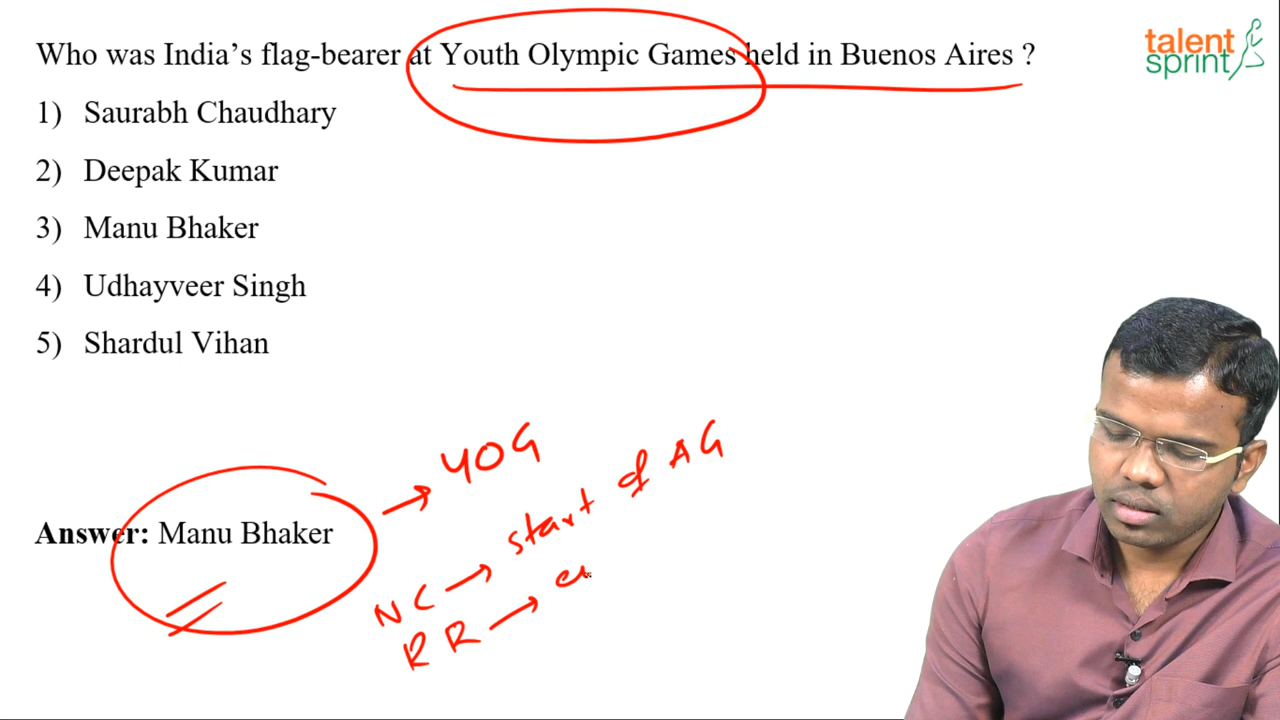 Who was India's flag-bearer at Youth Olympic Games held in Buenos Aires ?
talent
sprint
1) Saurabh Chaudhary
2) Deepak Kumar
3) Manu Bhaker
4) Udhayveer Singh
5) Shardul Vihan
→ YOG
Answer: Manu Bhaker
NC → start of AG
RR →